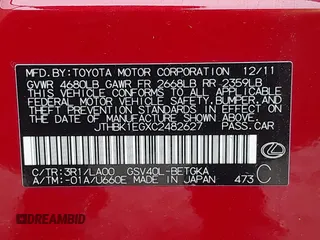 MFD. BY: TOYOTA MOTOR CORPORATION 12/11
GVWR 4680LB GAWR FR 2668LB RR 2359LB
THIS VEHICLE CONFORMS TO ALL APPLICABLE
FEDERAL MOTOR VEHICLE SAFETY, BUMPER, AND
THEFT PREVENTION STANDARDS IN EFFECT ON
THE DATE OF MANUFACTURE SHOWN ABOVE.
JTHBK1EGXC2482627 PASS.CAR
C/TR: 3R1/LA00 GSV40L-BETGKA
A/TM: -01A/U660E MADE IN JAPAN 473 C
DREAMBID